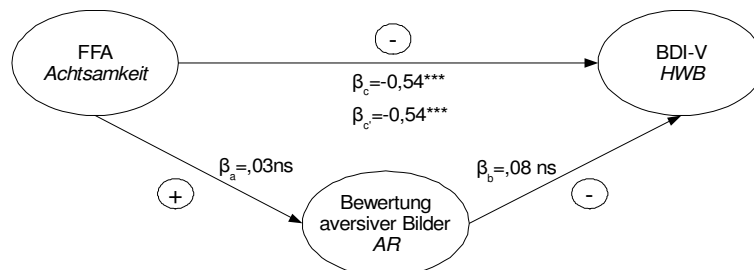 FFA
Achtsamkeit
-
BDI-V
HWB
βc=-0,54***
βc'=-0,54***
βa=,03ns
βb=,08 ns
+
-
Bewertung
aversiver Bilder
AR